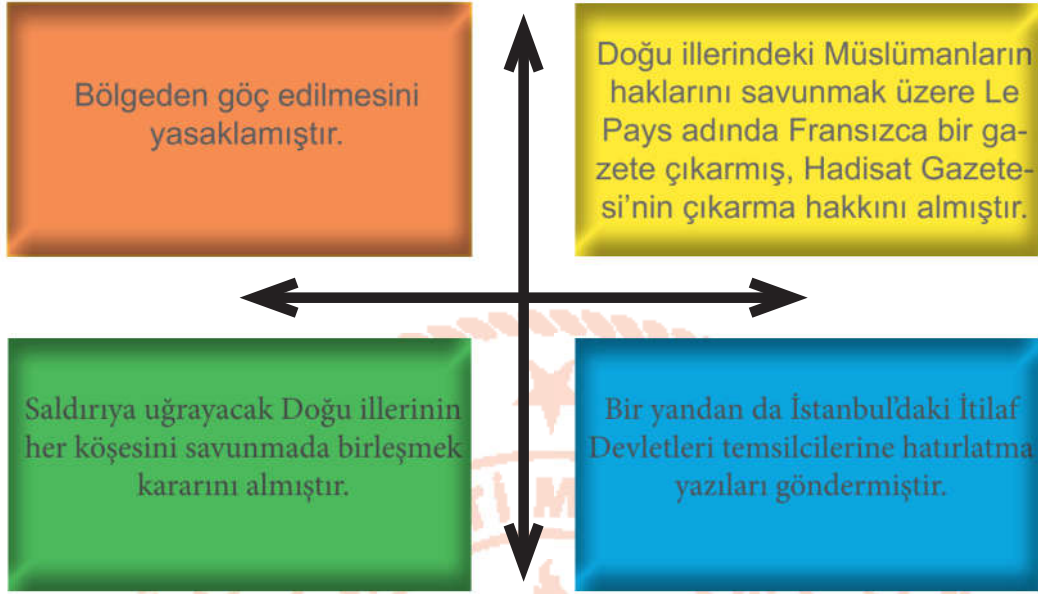 Bölgeden göç edilmesini
yasaklamıştır.
Doğu illerindeki Müslümanların
haklarını savunmak üzere Le
Pays adında Fransızca bir ga-
zete çıkarmış, Hadisat Gazete-
si’nin çıkarma hakkını almıştır.
Saldırıya uğrayacak Doğu illerinin
her köşesini savunmada birleşmek
kararını almıştır.
Bir yandan da İstanbul’daki İtilaf
Devletleri temsilcilerine hatırlatma
yazıları göndermiştir.